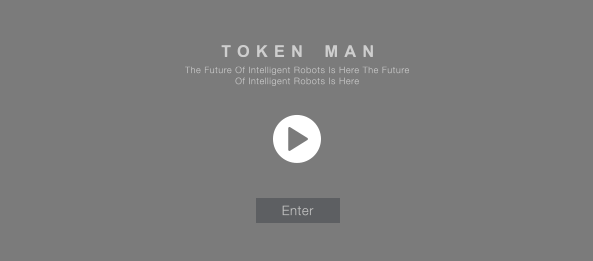 TOKEN MAN
The Future Of Intelligent Robots Is Here The Future
Of Intelligent Robots Is Here
Enter